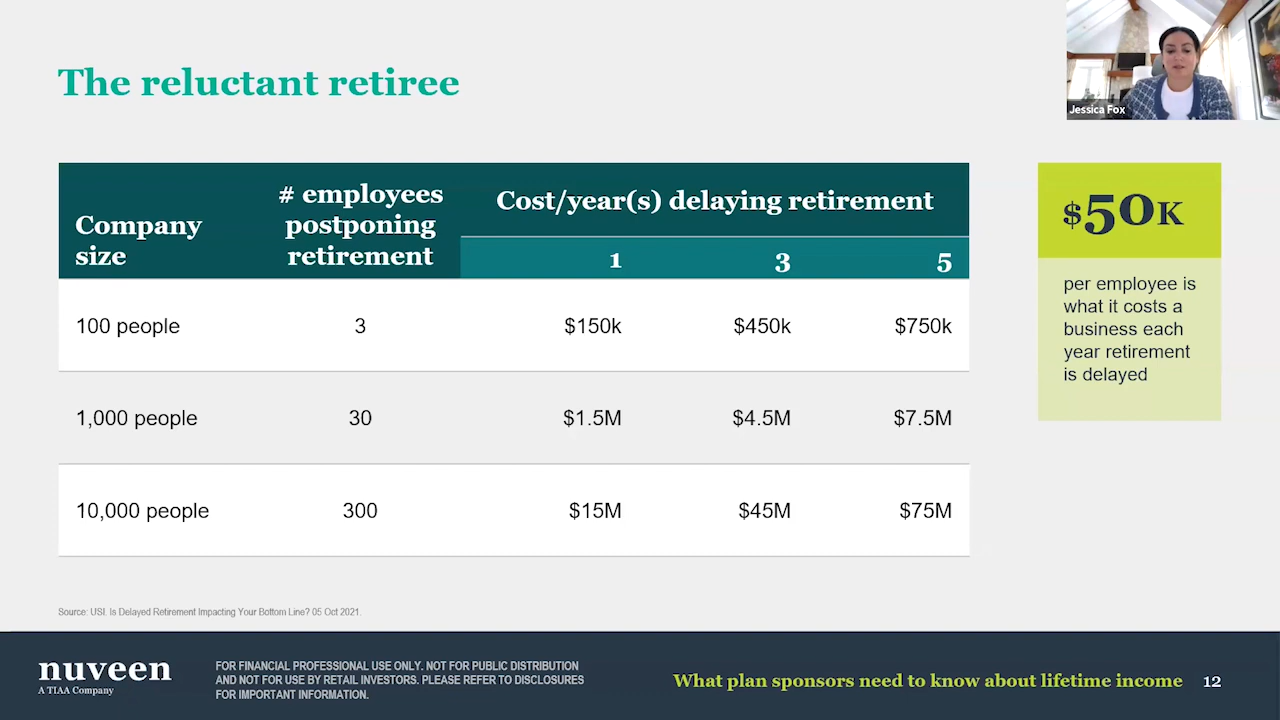 The reluctant retiree
Jessica Fox
Company
size
# employees
postponing
retirement
Cost/year(s) delaying retirement
1 3 5
100 people 3 $150k $450k $750k
1,000 people 30 $1.5M $4.5M $7.5M
10,000 people 300 $15M $45M $75M
$50K
per employee is
what it costs a
business each
year retirement
is delayed
Source: USI. Is Delayed Retirement Impacting Your Bottom Line? 05 Oct 2021.
nuveen
A TIAA Company
FOR FINANCIAL PROFESSIONAL USE ONLY. NOT FOR PUBLIC DISTRIBUTION
AND NOT FOR USE BY RETAIL INVESTORS. PLEASE REFER TO DISCLOSURES
FOR IMPORTANT INFORMATION.
What plan sponsors need to know about lifetime income 12